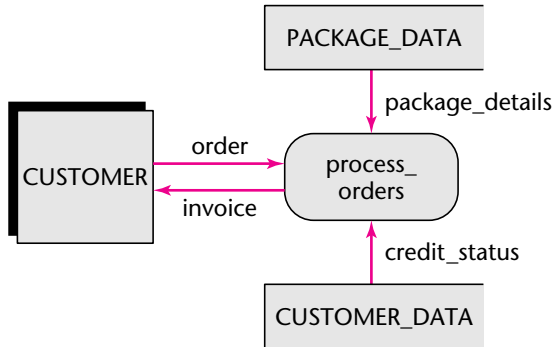 PACKAGE_DATA
package_details
order
CUSTOMER
process_
orders
invoice
credit_status
CUSTOMER_DATA